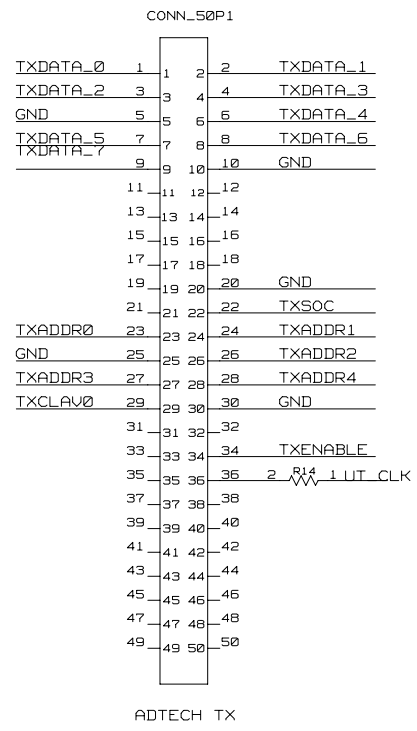 CONN_50P1
TXDATA_0 1 1 2 2 TXDATA_1
TXDATA_2 3 3 4 4 TXDATA_3
GND 5 5 6 6 TXDATA_4
TXDATA_5 7 7 8 8 TXDATA_6
TXDATA_7 9 9 10 10 GND
11 11 12 12
13 13 14 14
15 15 16 16
17 17 18 18
19 19 20 20 GND
21 21 22 22 TXSOC
TXADDR0 23 23 24 24 TXADDR1
GND 25 25 26 26 TXADDR2
TXADDR3 27 27 28 28 TXADDR4
TXCLAV0 29 29 30 30 GND
31 31 32 32
33 33 34 34 TXENABLE
35 35 36 36 2 R14 1 UT_CLK
37 37 38 38
39 39 40 40
41 41 42 42
43 43 44 44
45 45 46 46
47 47 48 48
49 49 50 50
ADTECH TX